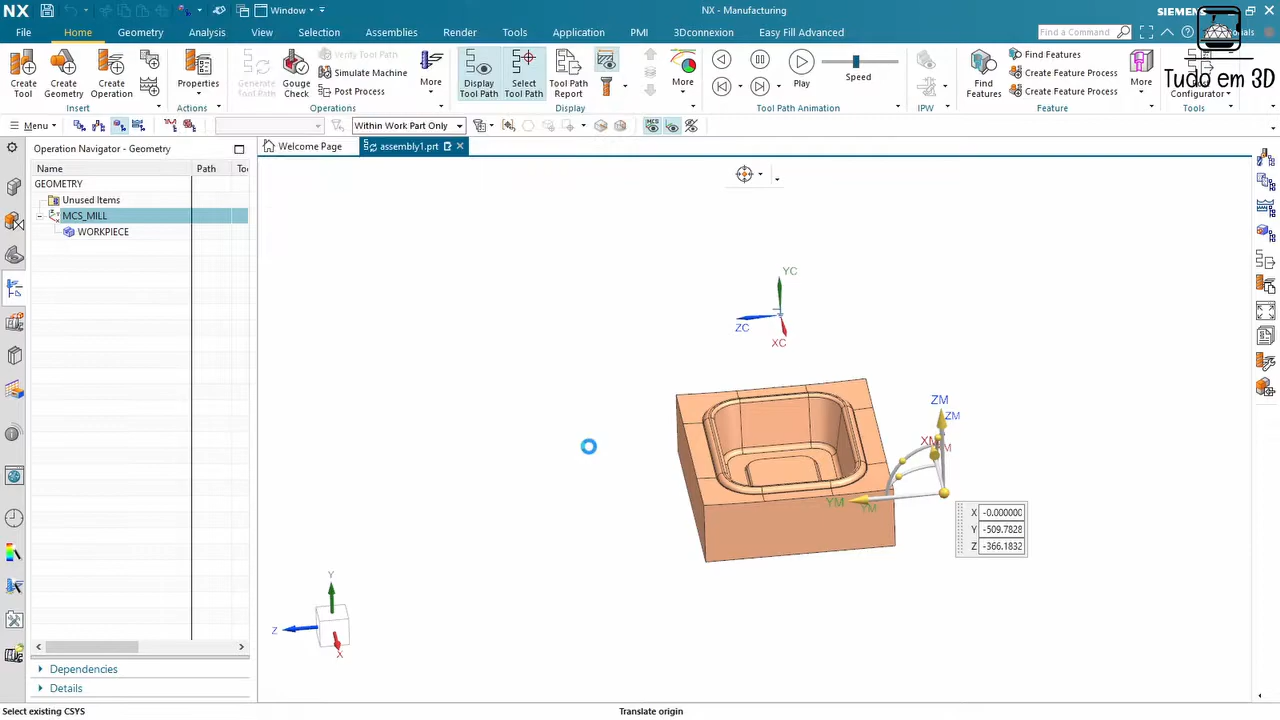 NX
Window
NX - Manufacturing
SIEMENS
File
Home
Geometry
Analysis
View
Selection
Assemblies
Render
Tools
Application
PMI
3Dconnexion
Easy Fill Advanced
Find a Command
Create Tool
Create Geometry
Create Operation
Insert
Properties
Actions
Generate Tool Path
Gouge Check
Verify Tool Path
Simulate Machine
Post Process
More
Operations
Display Tool Path
Select Tool Path
Tool Path Report
Display
More
Play
Speed
Tool Path Animation
IPW
Find Features
Find Features
Create Feature Process
Create Feature Process
Feature
More
Configurator
Tools
Tudo em 3D
Menu
Within Work Part Only
MCS
Operation Navigator - Geometry
Welcome Page
assembly1.prt
Name
Path
GEOMETRY
Unused Items
MCS_MILL
WORKPIECE
YC
ZC
XC
ZM
ZM
XM
YM
YM
X -0.000000
Y -509.7828
Z -366.1832
Y
Z
X
Dependencies
Details
Select existing CSYS
Translate origin